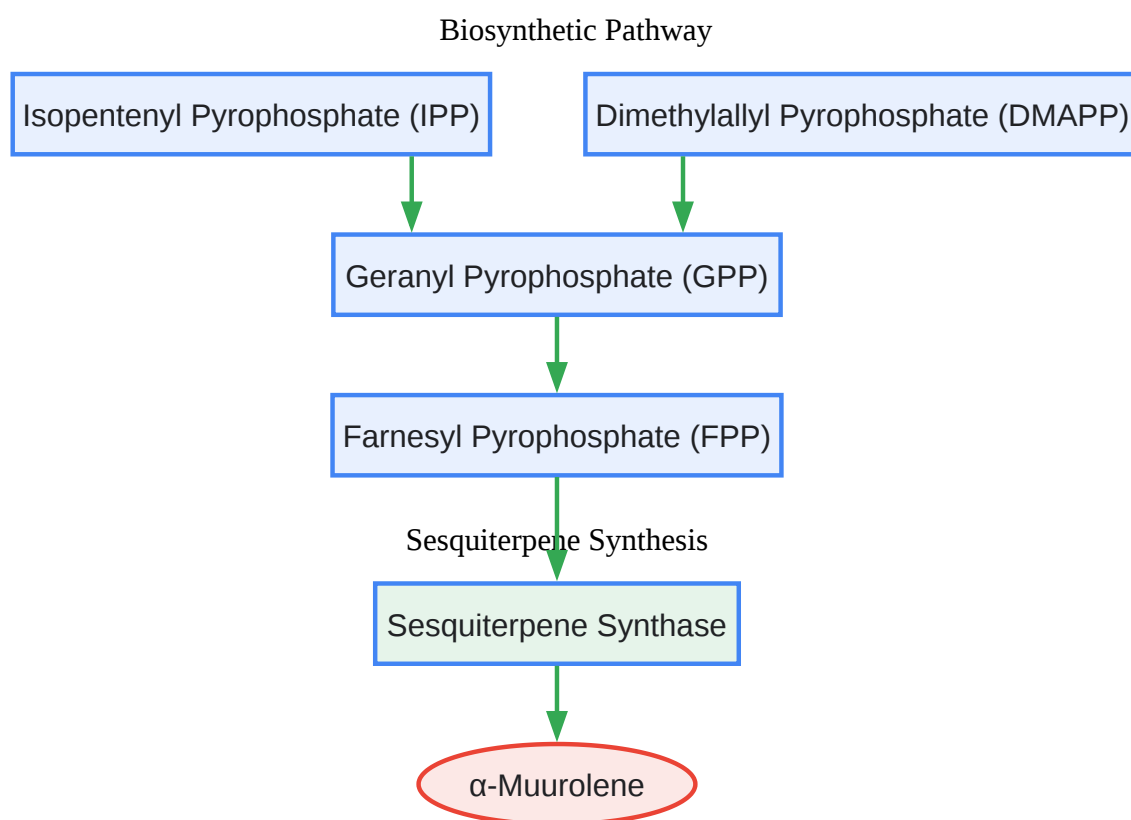 Biosynthetic Pathway
Isopentenyl Pyrophosphate (IPP)
Dimethylallyl Pyrophosphate (DMAPP)
Geranyl Pyrophosphate (GPP)
Farnesyl Pyrophosphate (FPP)
Sesquiterpene Synthesis
Sesquiterpene Synthase
α-Muurolene